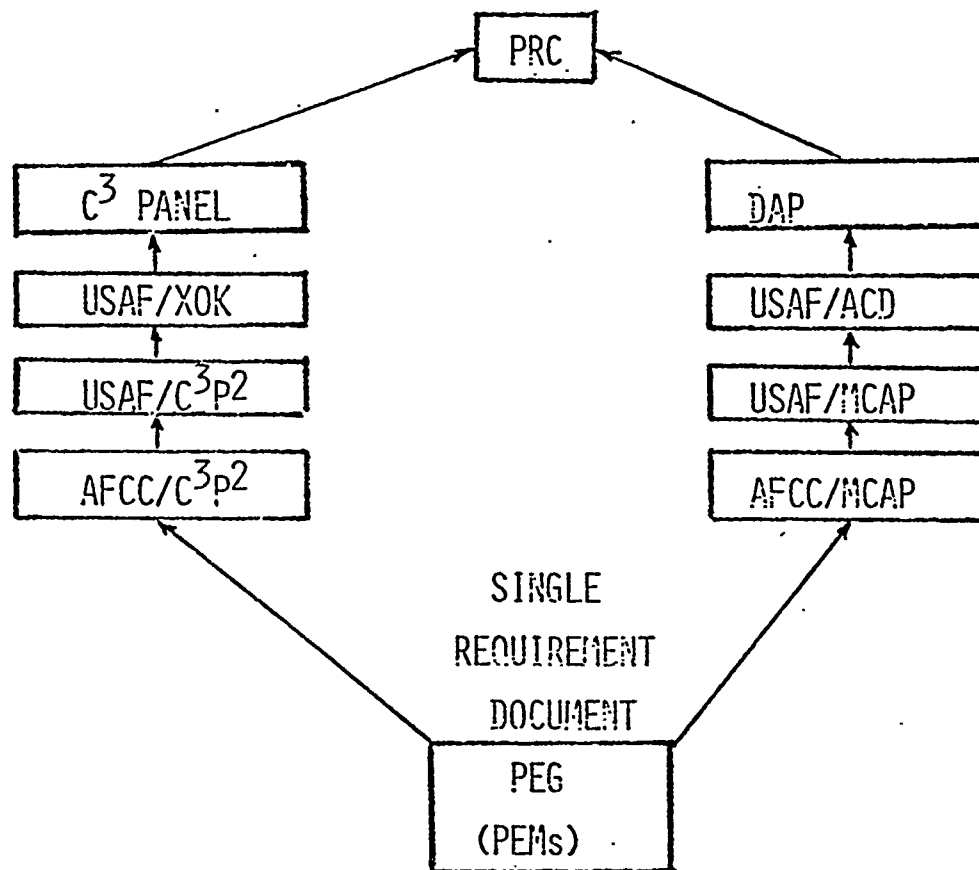 PRC
C³ PANEL
DAP
USAF/XOK
USAF/ACD
USAF/C³P²
USAF/MCAP
AFCC/C³P²
AFCC/MCAP
SINGLE
REQUIREMENT
DOCUMENT
PEG
(PEMs)